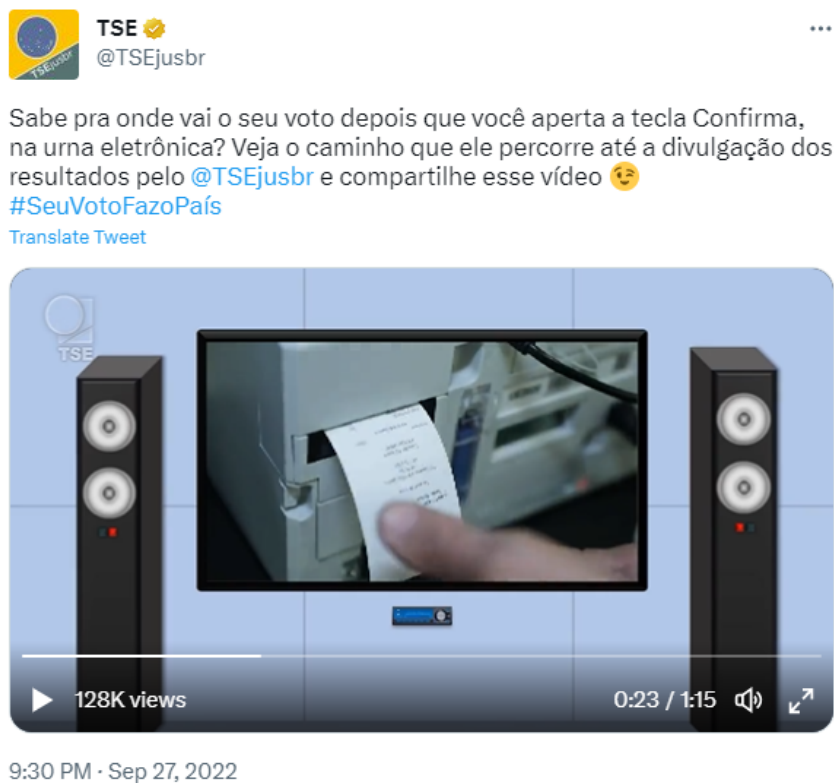 TSE
@TSEjusbr
TSEjusbr
Sabe pra onde vai o seu voto depois que você aperta a tecla Confirma,
na urna eletrônica? Veja o caminho que ele percorre até a divulgação dos
resultados pelo @TSEjusbr e compartilhe esse vídeo 😉
#SeuVotoFazoPaís
Translate Tweet
TSE
128K views
0:23 / 1:15
9:30 PM · Sep 27, 2022